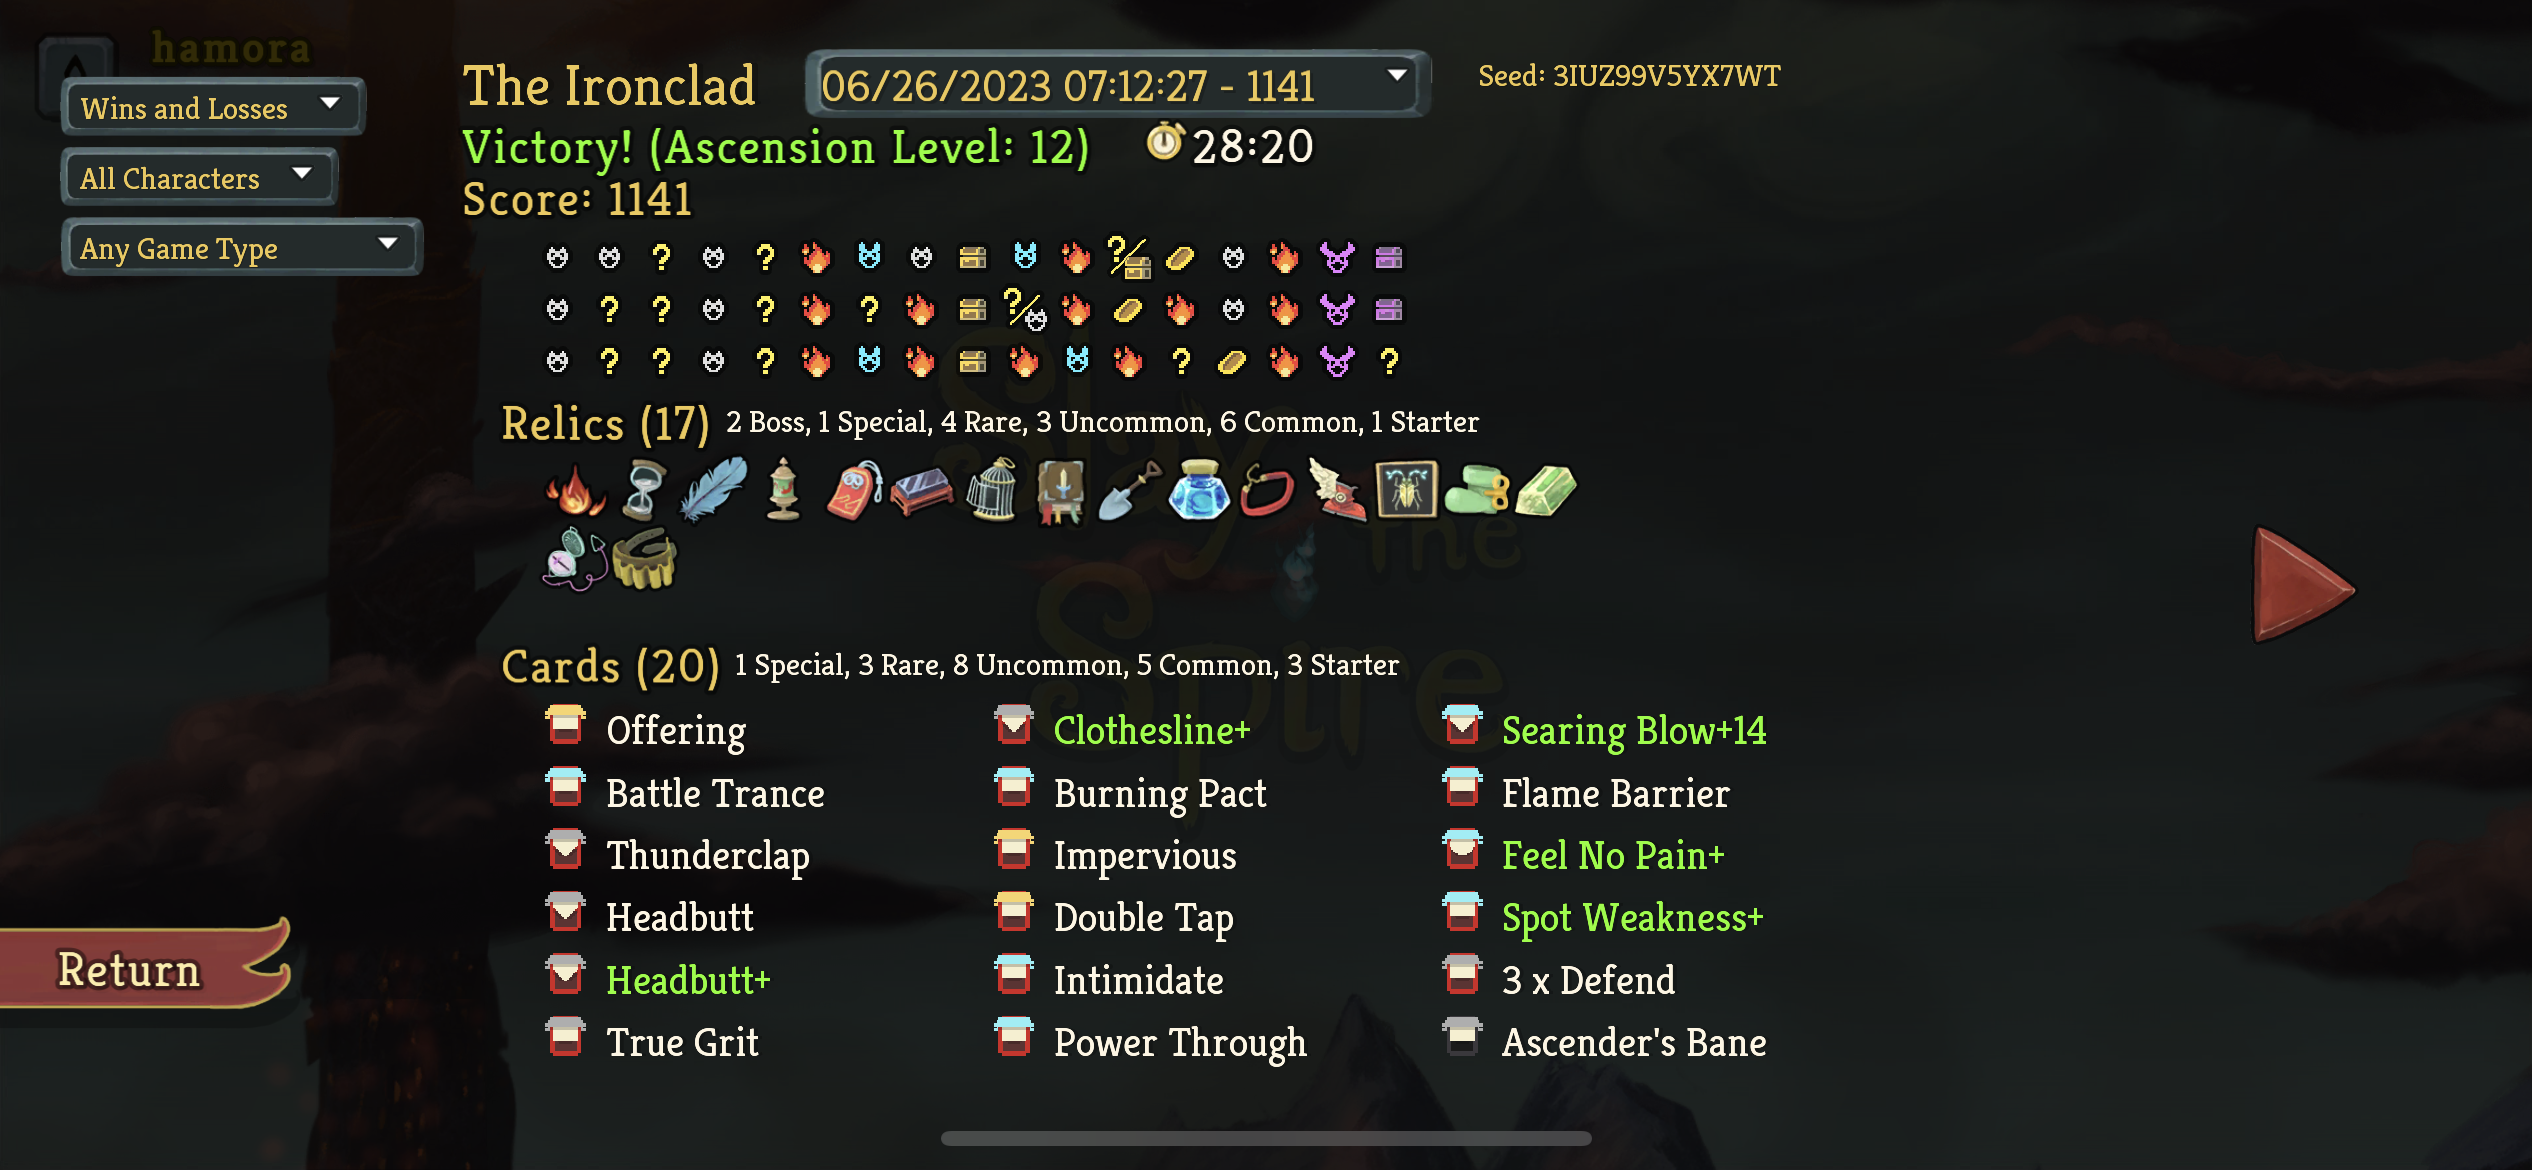 hamora
Wins and Losses
All Characters
Any Game Type
The Ironclad
06/26/2023 07:12:27 - 1141
Seed: 3IUZ99V5YX7WT
Victory! (Ascension Level: 12)
28:20
Score: 1141
Relics (17) 2 Boss, 1 Special, 4 Rare, 3 Uncommon, 6 Common, 1 Starter
Slay
the
Spire
Cards (20) 1 Special, 3 Rare, 8 Uncommon, 5 Common, 3 Starter
Offering
Clothesline+
Searing Blow+14
Battle Trance
Burning Pact
Flame Barrier
Thunderclap
Impervious
Feel No Pain+
Headbutt
Double Tap
Spot Weakness+
Headbutt+
Intimidate
3 x Defend
True Grit
Power Through
Ascender's Bane
Return